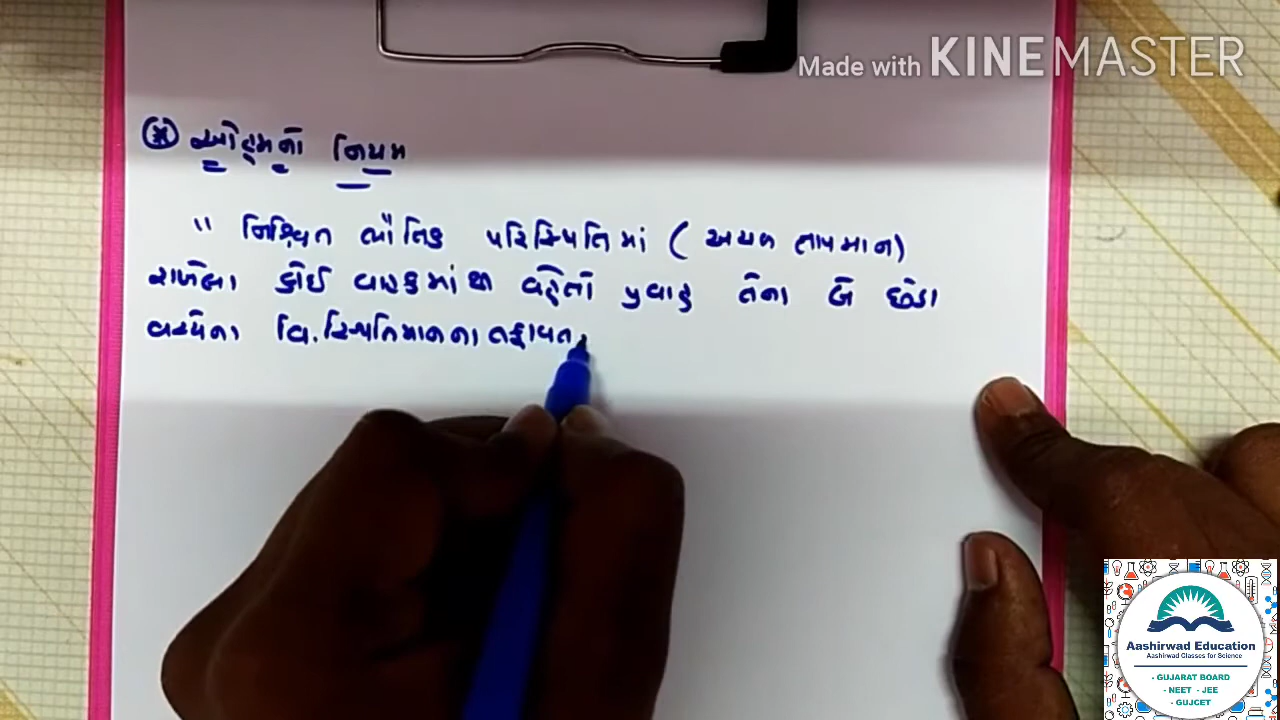 Made with KINEMASTER
ઓહ્મનો નિયમ
" નિશ્ચિત ભૌતિક પરિસ્થિતિમાં ( અચળ તાપમાન)
રાખેલા કોઈ વાહકમાંથી વહેતો પ્રવાહ તેના બે છેડા
વચ્ચેના વિ.સ્થિતિમાનના તફાવત
Aashirwad Education
Aashirwad Classes for Science
- GUJARAT BOARD
- NEET - JEE
- GUJCET